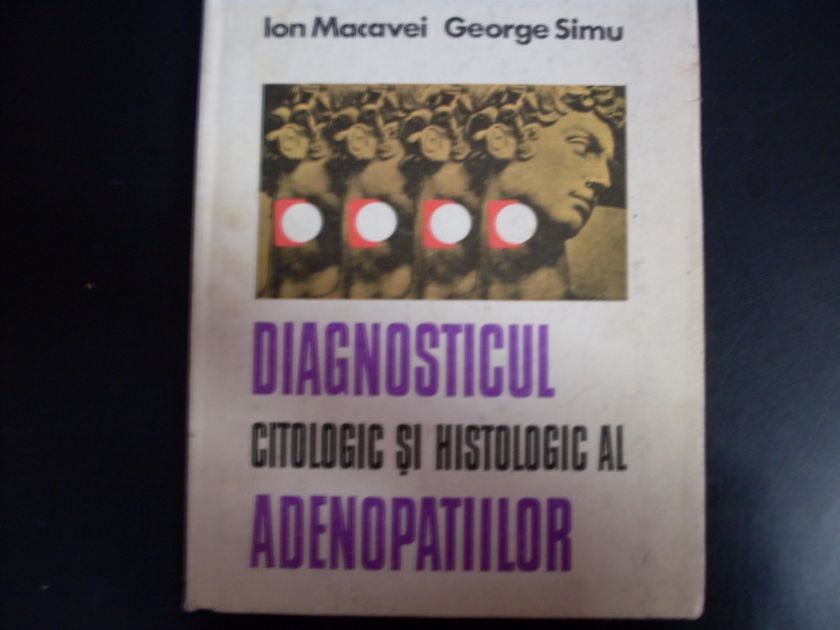 Ion Macavei George Simu
DIAGNOSTICUL
CITOLOGIC ȘI HISTOLOGIC AL
ADENOPATIILOR